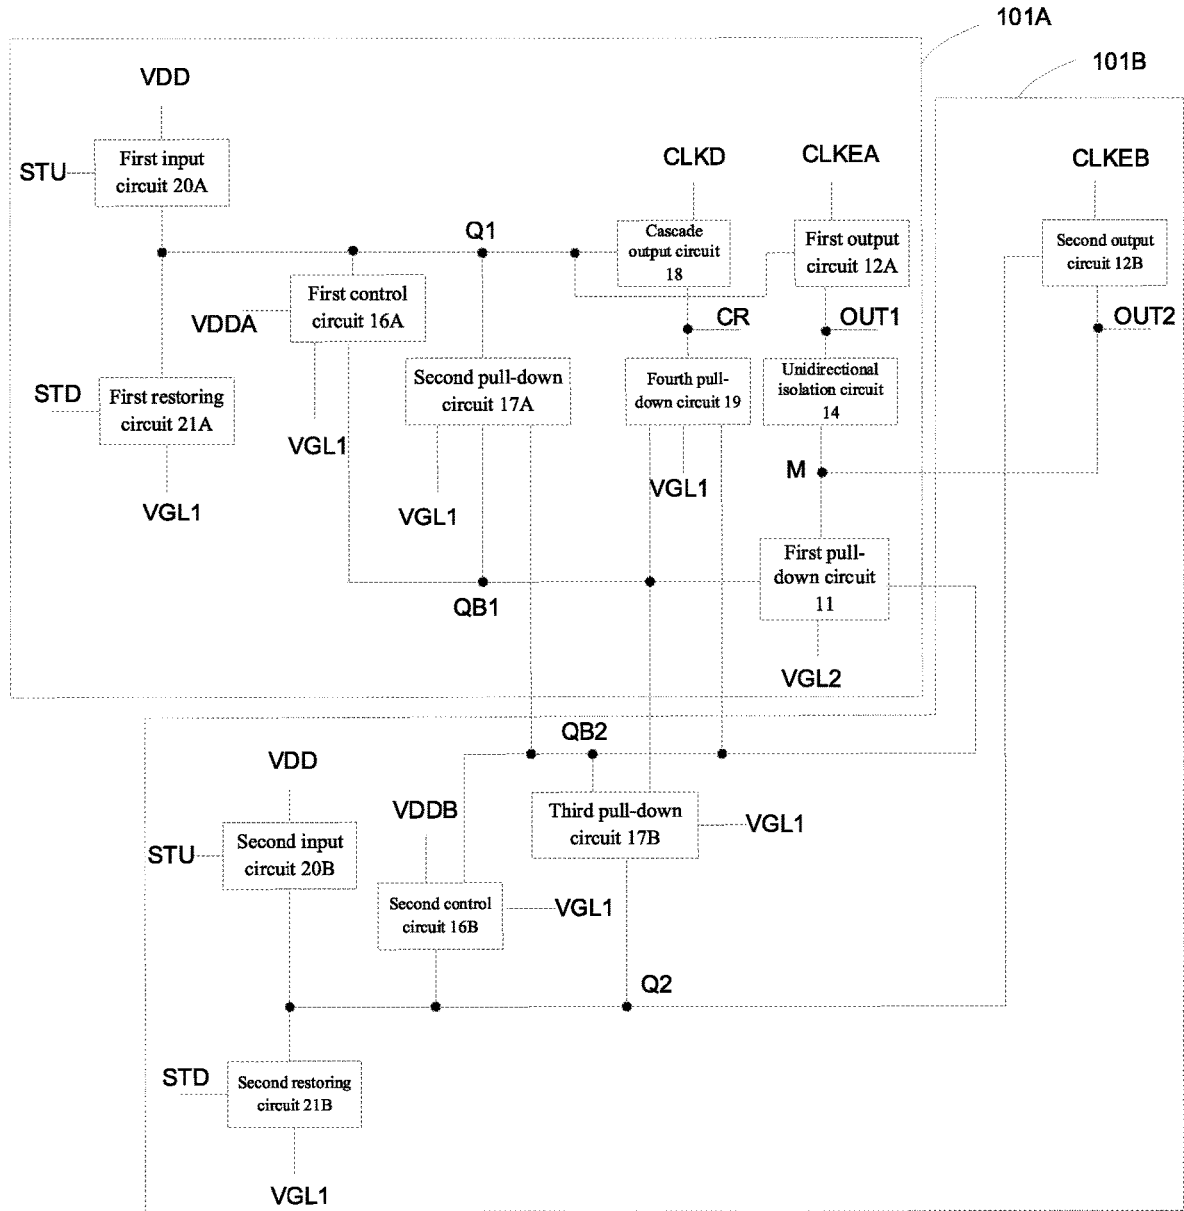 101A
101B
VDD
STU
First input
circuit 20A
CLKD
CLKEA
CLKEB
Q1
Cascade
output circuit
18
First output
circuit 12A
Second output
circuit 12B
First control
circuit 16A
VDDA
CR
OUT1
OUT2
STD
First restoring
circuit 21A
Second pull-down
circuit 17A
Fourth pull-
down circuit 19
Unidirectional
isolation circuit
14
VGL1
M
VGL1
VGL1
VGL1
First pull-
down circuit
11
QB1
VGL2
QB2
VDD
VDDB
Third pull-down
circuit 17B
VGL1
STU
Second input
circuit 20B
Second control
circuit 16B
VGL1
Q2
STD
Second restoring
circuit 21B
VGL1